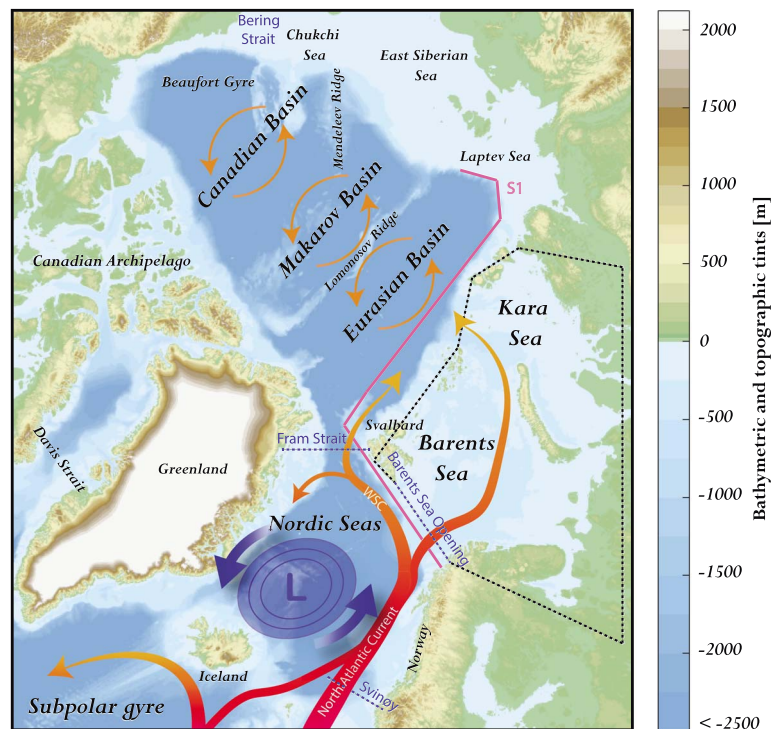 Bering
Strait
Chukchi
Sea
East Siberian
Sea
Beaufort Gyre
Mendeleev Ridge
Canadian Basin
Laptev Sea
S1
Makarov Basin
Lomonosov Ridge
Canadian Archipelago
Eurasian Basin
Kara
Sea
Svalbard
Fram Strait
Barents
Sea
Davis Strait
Greenland
Barents Sea Opening
WSC
Nordic Seas
L
North Atlantic Current
Norway
Iceland
Svinøy
Subpolar gyre
2000
1500
1000
500
0
-500
-1000
-1500
-2000
< -2500
Bathymetric and topographic tints [m]